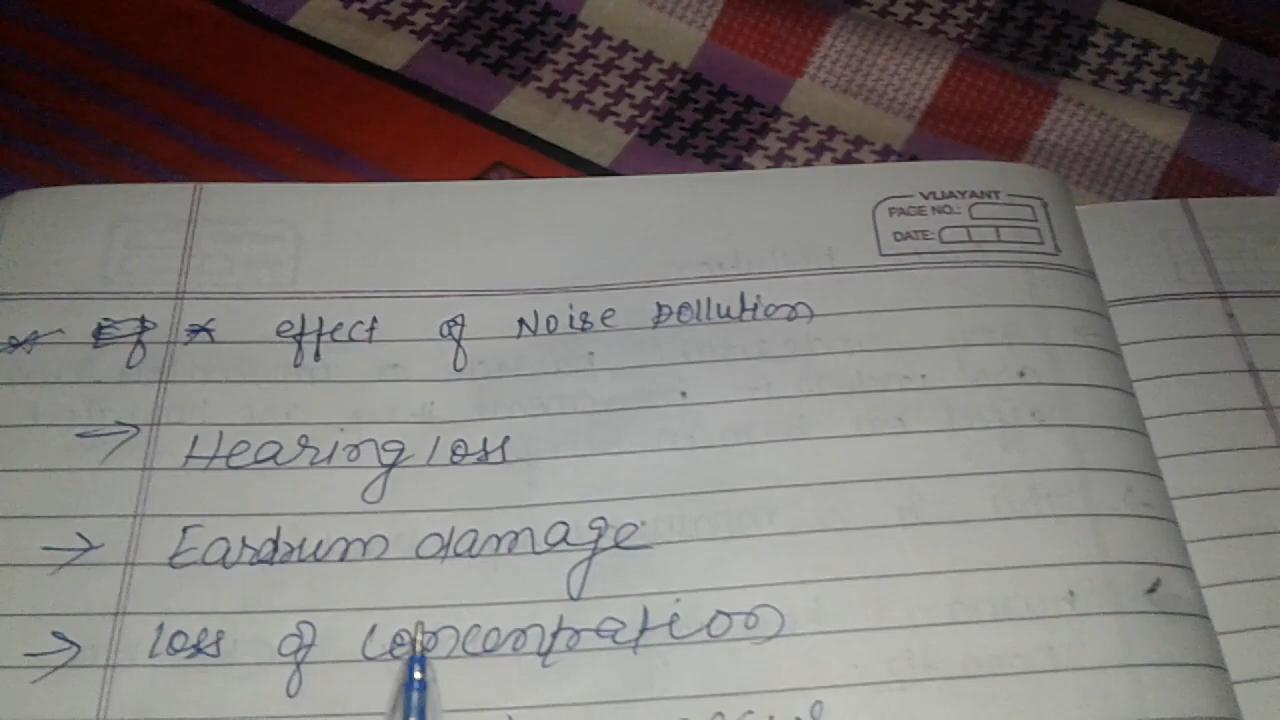 VIJAYANT
PAGE NO.:
DATE:
* effect of Noise pollution
→ Hearing loss
→ Eardrum damage
→ loss of concentration